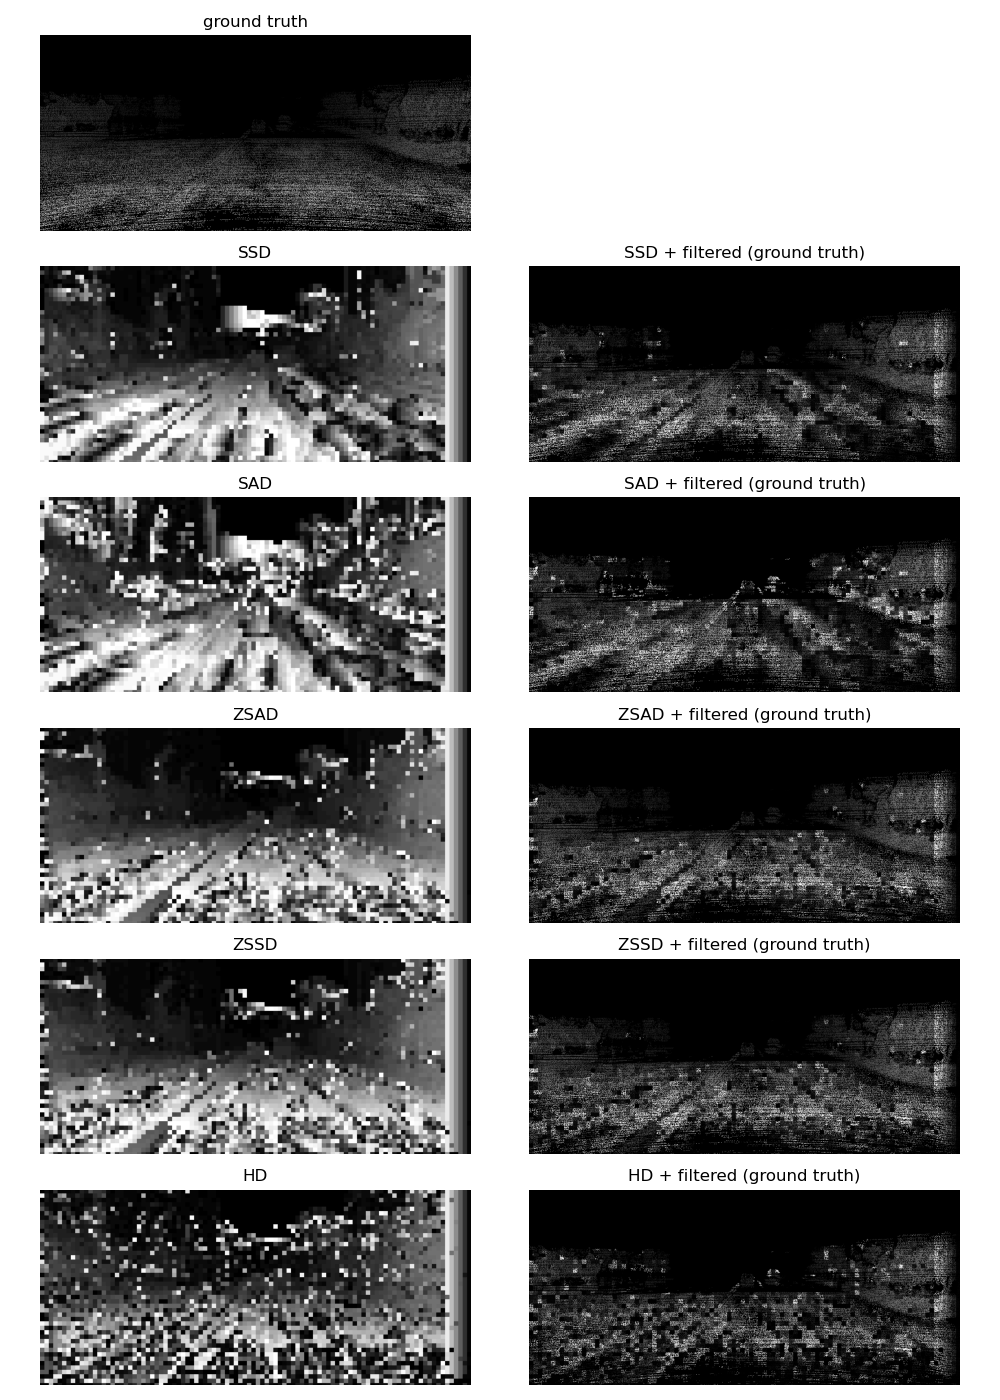 ground truth
SSD
SSD + filtered (ground truth)
SAD
SAD + filtered (ground truth)
ZSAD
ZSAD + filtered (ground truth)
ZSSD
ZSSD + filtered (ground truth)
HD
HD + filtered (ground truth)